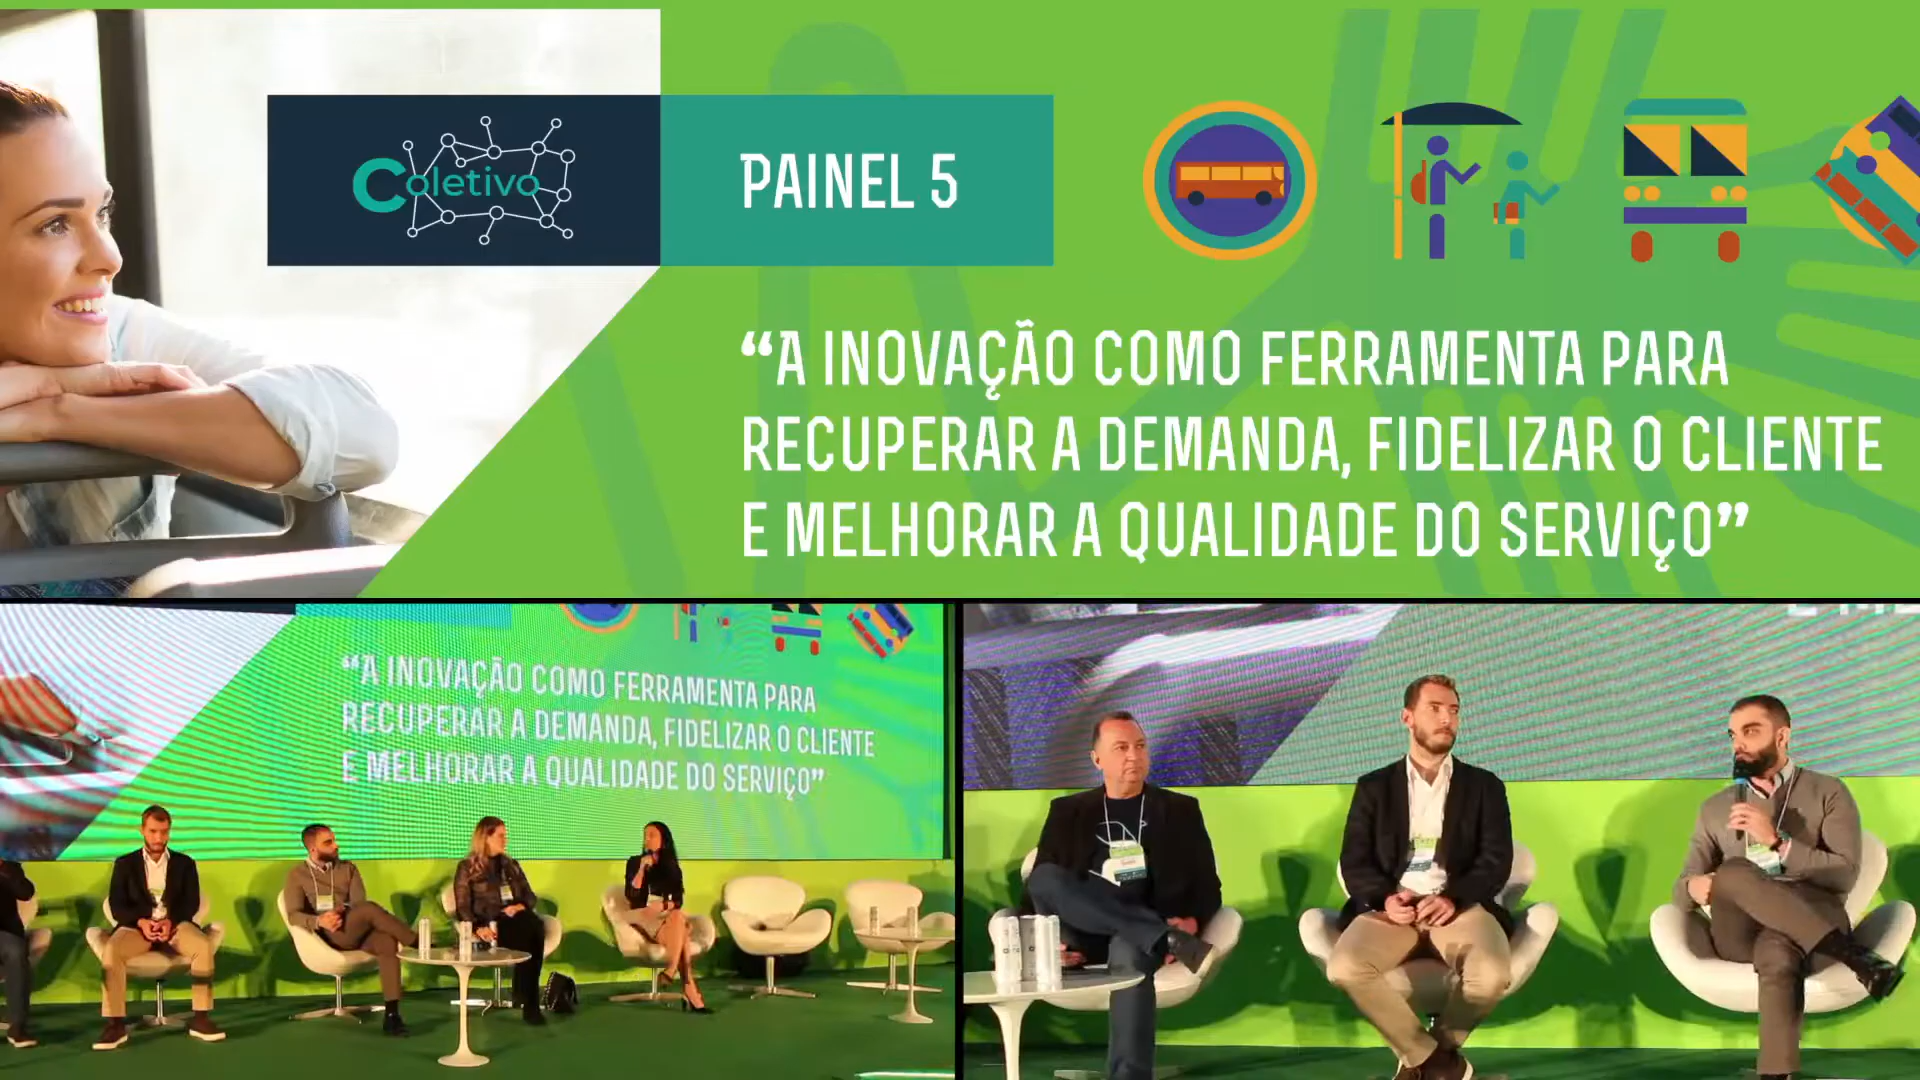 Coletivo
PAINEL 5
“A INOVAÇÃO COMO FERRAMENTA PARA
RECUPERAR A DEMANDA, FIDELIZAR O CLIENTE
E MELHORAR A QUALIDADE DO SERVIÇO”
“A INOVAÇÃO COMO FERRAMENTA PARA
RECUPERAR A DEMANDA, FIDELIZAR O CLIENTE
E MELHORAR A QUALIDADE DO SERVIÇO”